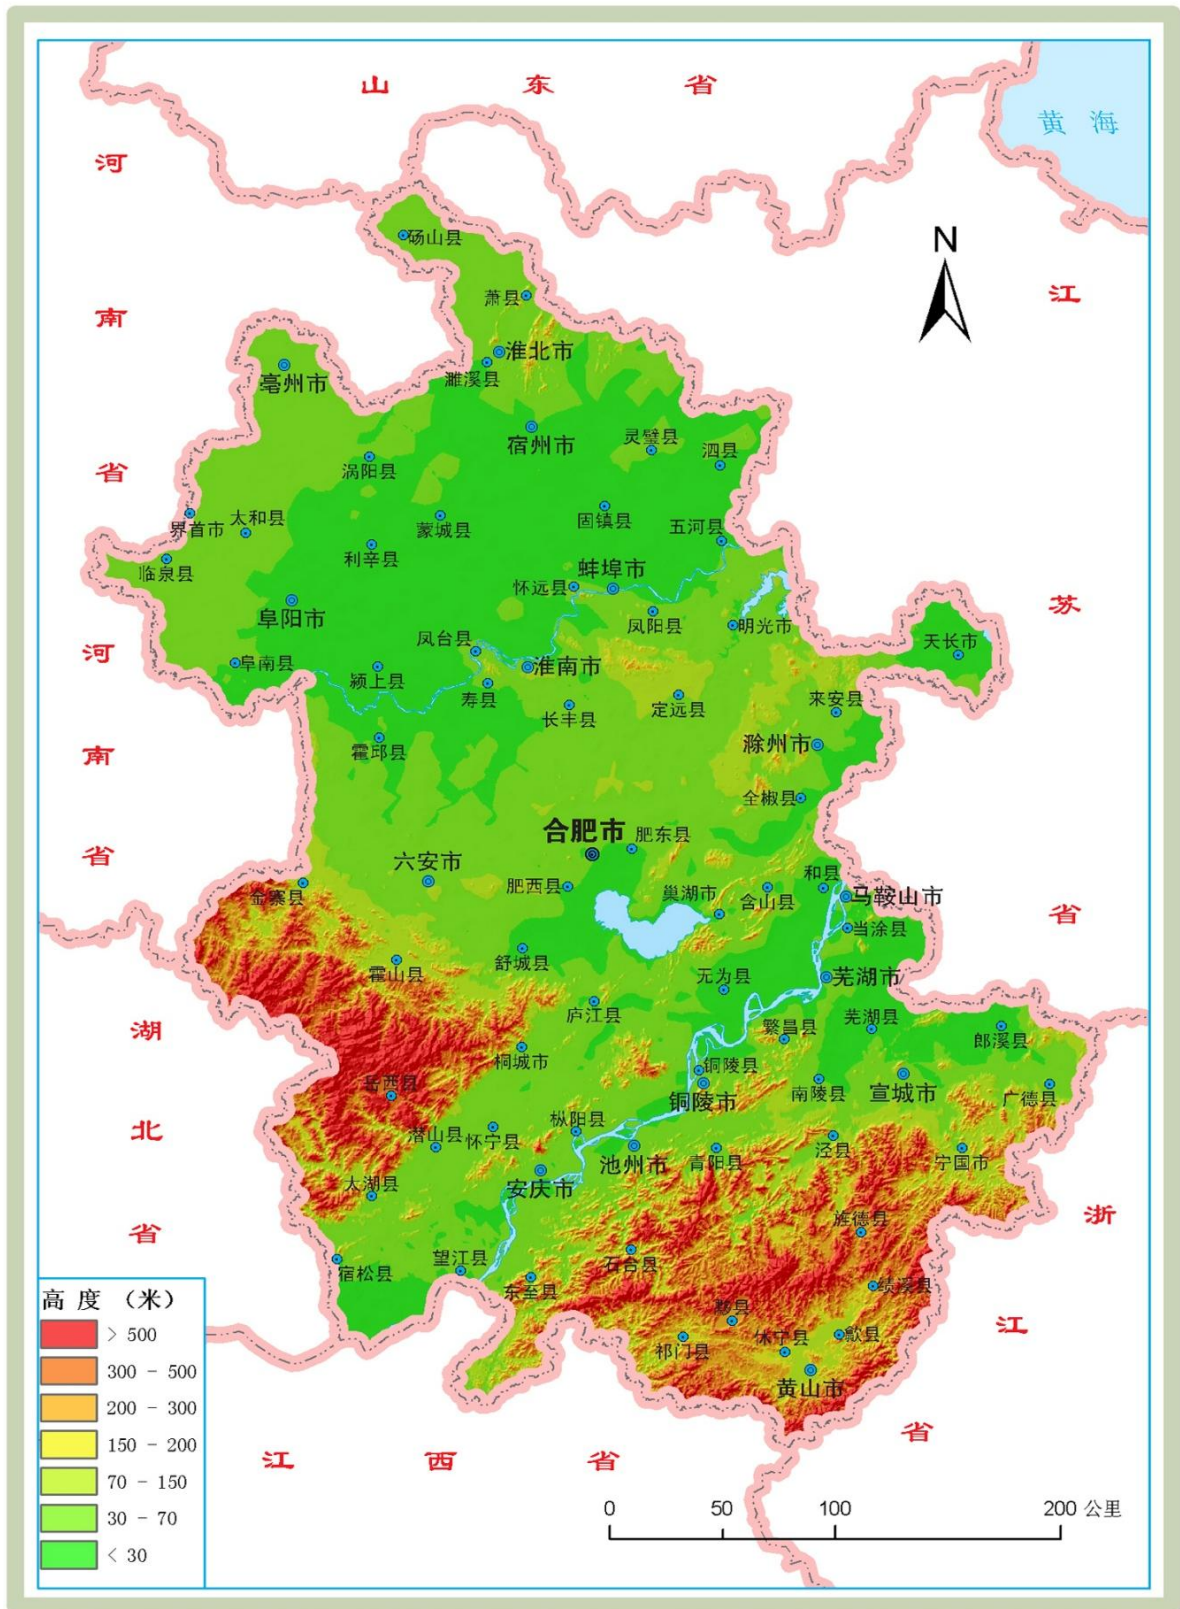 山东省
黄海
河南省
江苏省
N
砀山县
萧县
淮北市
濉溪县
亳州市
宿州市
灵璧县
泗县
涡阳县
界首市
太和县
蒙城县
固镇县
五河县
临泉县
利辛县
怀远县
蚌埠市
阜阳市
凤阳县
明光市
凤台县
天长市
河南省
阜南县
颍上县
淮南市
寿县
长丰县
定远县
来安县
霍邱县
滁州市
全椒县
合肥市
肥东县
六安市
肥西县
金寨县
巢湖市
含山县
和县
马鞍山市
当涂县
霍山县
舒城县
无为县
芜湖市
庐江县
繁昌县
芜湖县
郎溪县
湖北省
桐城市
铜陵县
岳西县
铜陵市
南陵县
宣城市
广德县
潜山县
怀宁县
枞阳县
池州市
青阳县
泾县
宁国市
太湖县
安庆市
旌德县
浙江省
宿松县
望江县
东至县
石台县
绩溪县
黟县
祁门县
休宁县
歙县
黄山市
江西省
高度（米）
> 500
300 - 500
200 - 300
150 - 200
70 - 150
30 - 70
< 30
0 50 100 200 公里